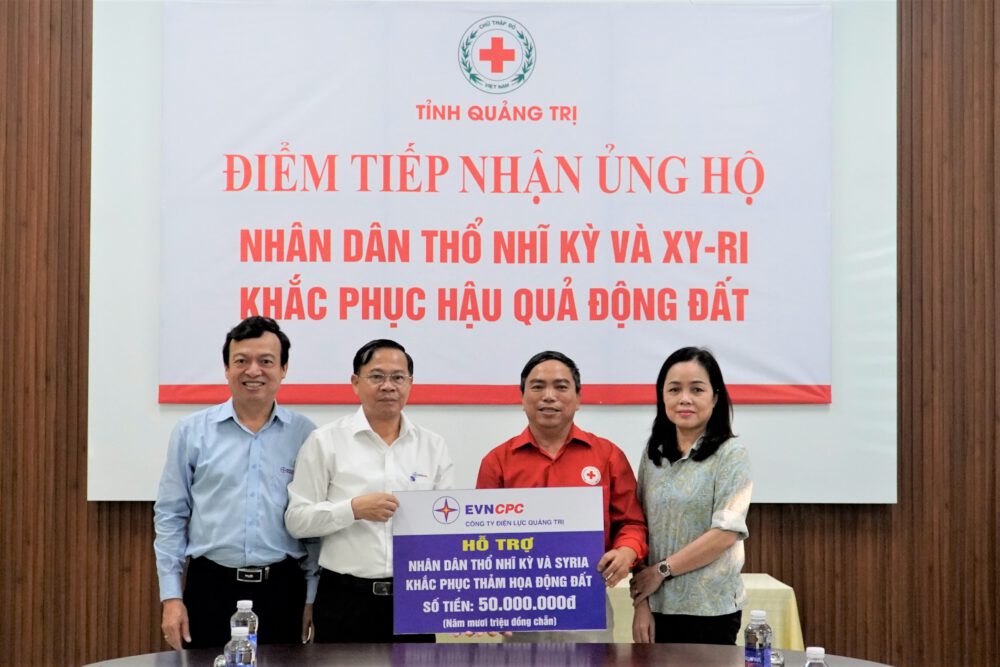 CHỮ THẬP ĐỎ
VIỆT NAM
TỈNH QUẢNG TRỊ
ĐIỂM TIẾP NHẬN ỦNG HỘ
NHÂN DÂN THỔ NHĨ KỲ VÀ XY-RI
KHẮC PHỤC HẬU QUẢ ĐỘNG ĐẤT
EVNCPC
CÔNG TY ĐIỆN LỰC QUẢNG TRỊ
HỖ TRỢ
NHÂN DÂN THỔ NHĨ KỲ VÀ SYRIA
KHẮC PHỤC THẢM HỌA ĐỘNG ĐẤT
SỐ TIỀN: 50.000.000đ
(Năm mươi triệu đồng chẵn)